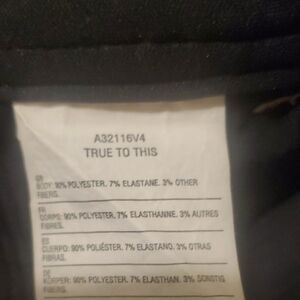 A32116V4
TRUE TO THIS
GB
BODY: 90% POLYESTER, 7% ELASTANE, 3% OTHER
FIBERS.
FR
CORPS: 90% POLYESTER, 7% ELASTHANNE, 3% AUTRES
FIBRES.
ES
CUERPO: 90% POLIÉSTER, 7% ELASTANO, 3% OTRAS
FIBRAS.
DE
KÖRPER: 90% POLYESTER, 7% ELASTHAN, 3% SONSTIG
FIBERS.